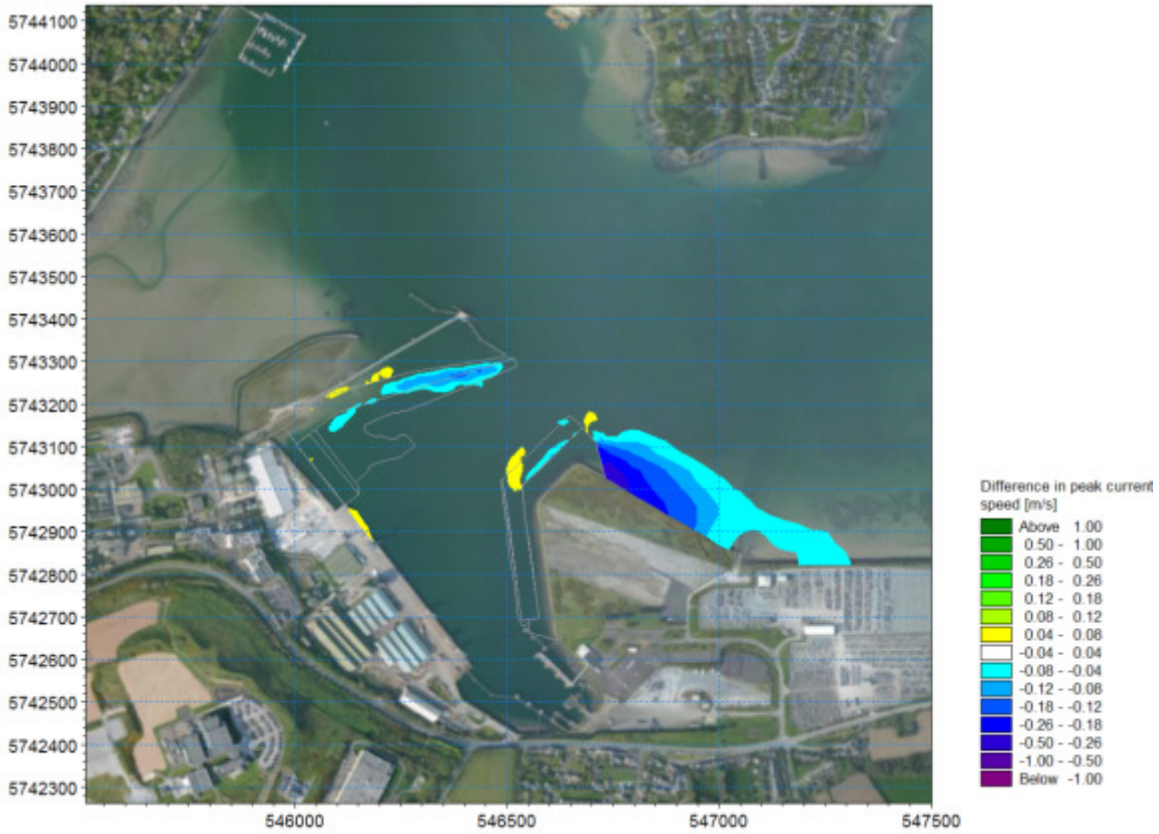 5744100
5744000
5743900
5743800
5743700
5743600
5743500
5743400
5743300
5743200
5743100
5743000
5742900
5742800
5742700
5742600
5742500
5742400
5742300
546000 546500 547000 547500
Difference in peak current
speed [m/s]
Above 1.00
0.50 - 1.00
0.26 - 0.50
0.18 - 0.26
0.12 - 0.18
0.08 - 0.12
0.04 - 0.08
-0.04 - 0.04
-0.08 - -0.04
-0.12 - -0.08
-0.18 - -0.12
-0.26 - -0.18
-0.50 - -0.26
-1.00 - -0.50
Below -1.00